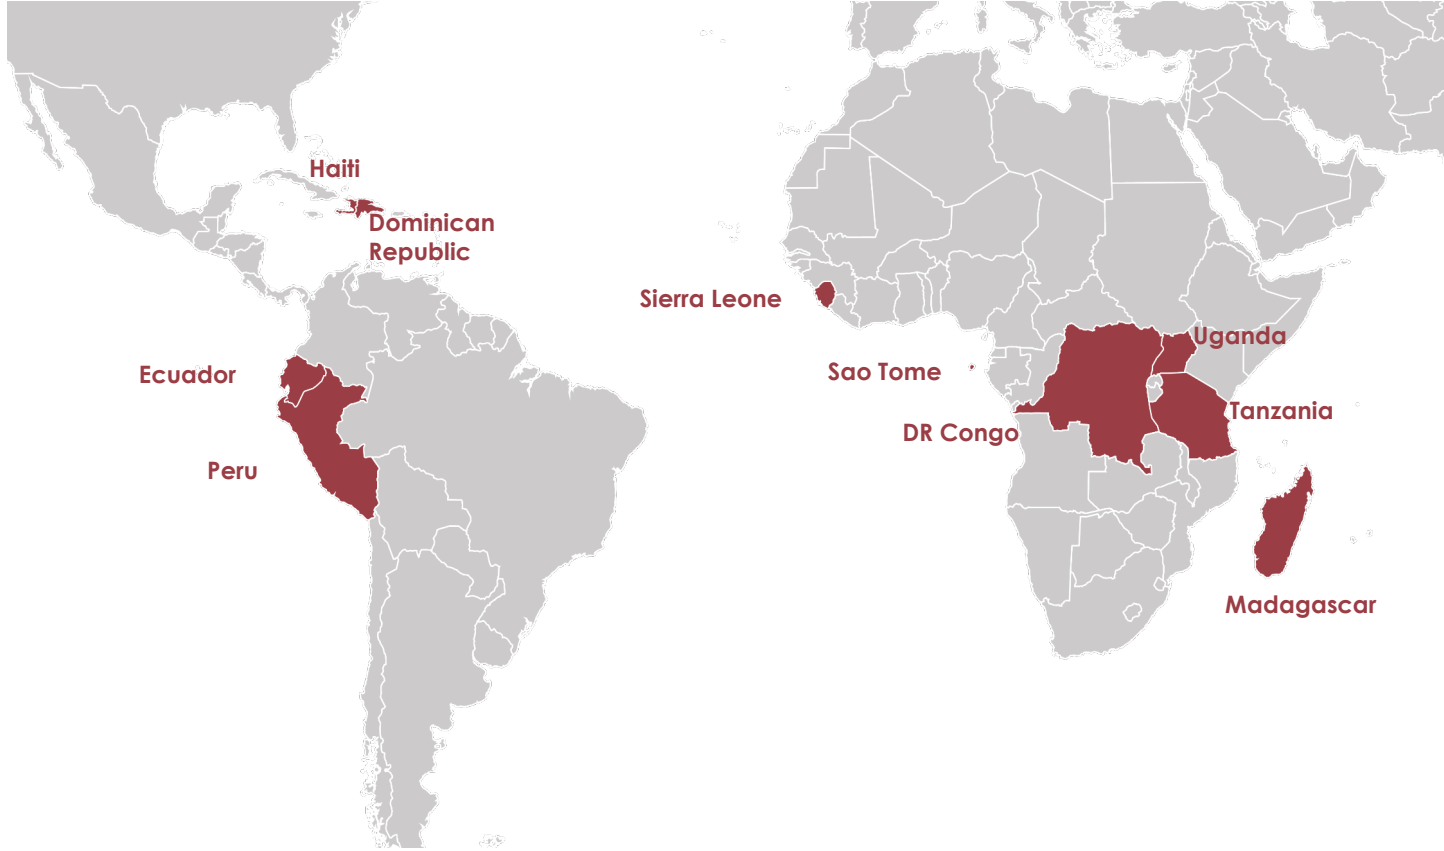 Haiti
Dominican
Republic
Sierra Leone
Uganda
Ecuador
Sao Tome
Tanzania
DR Congo
Peru
Madagascar